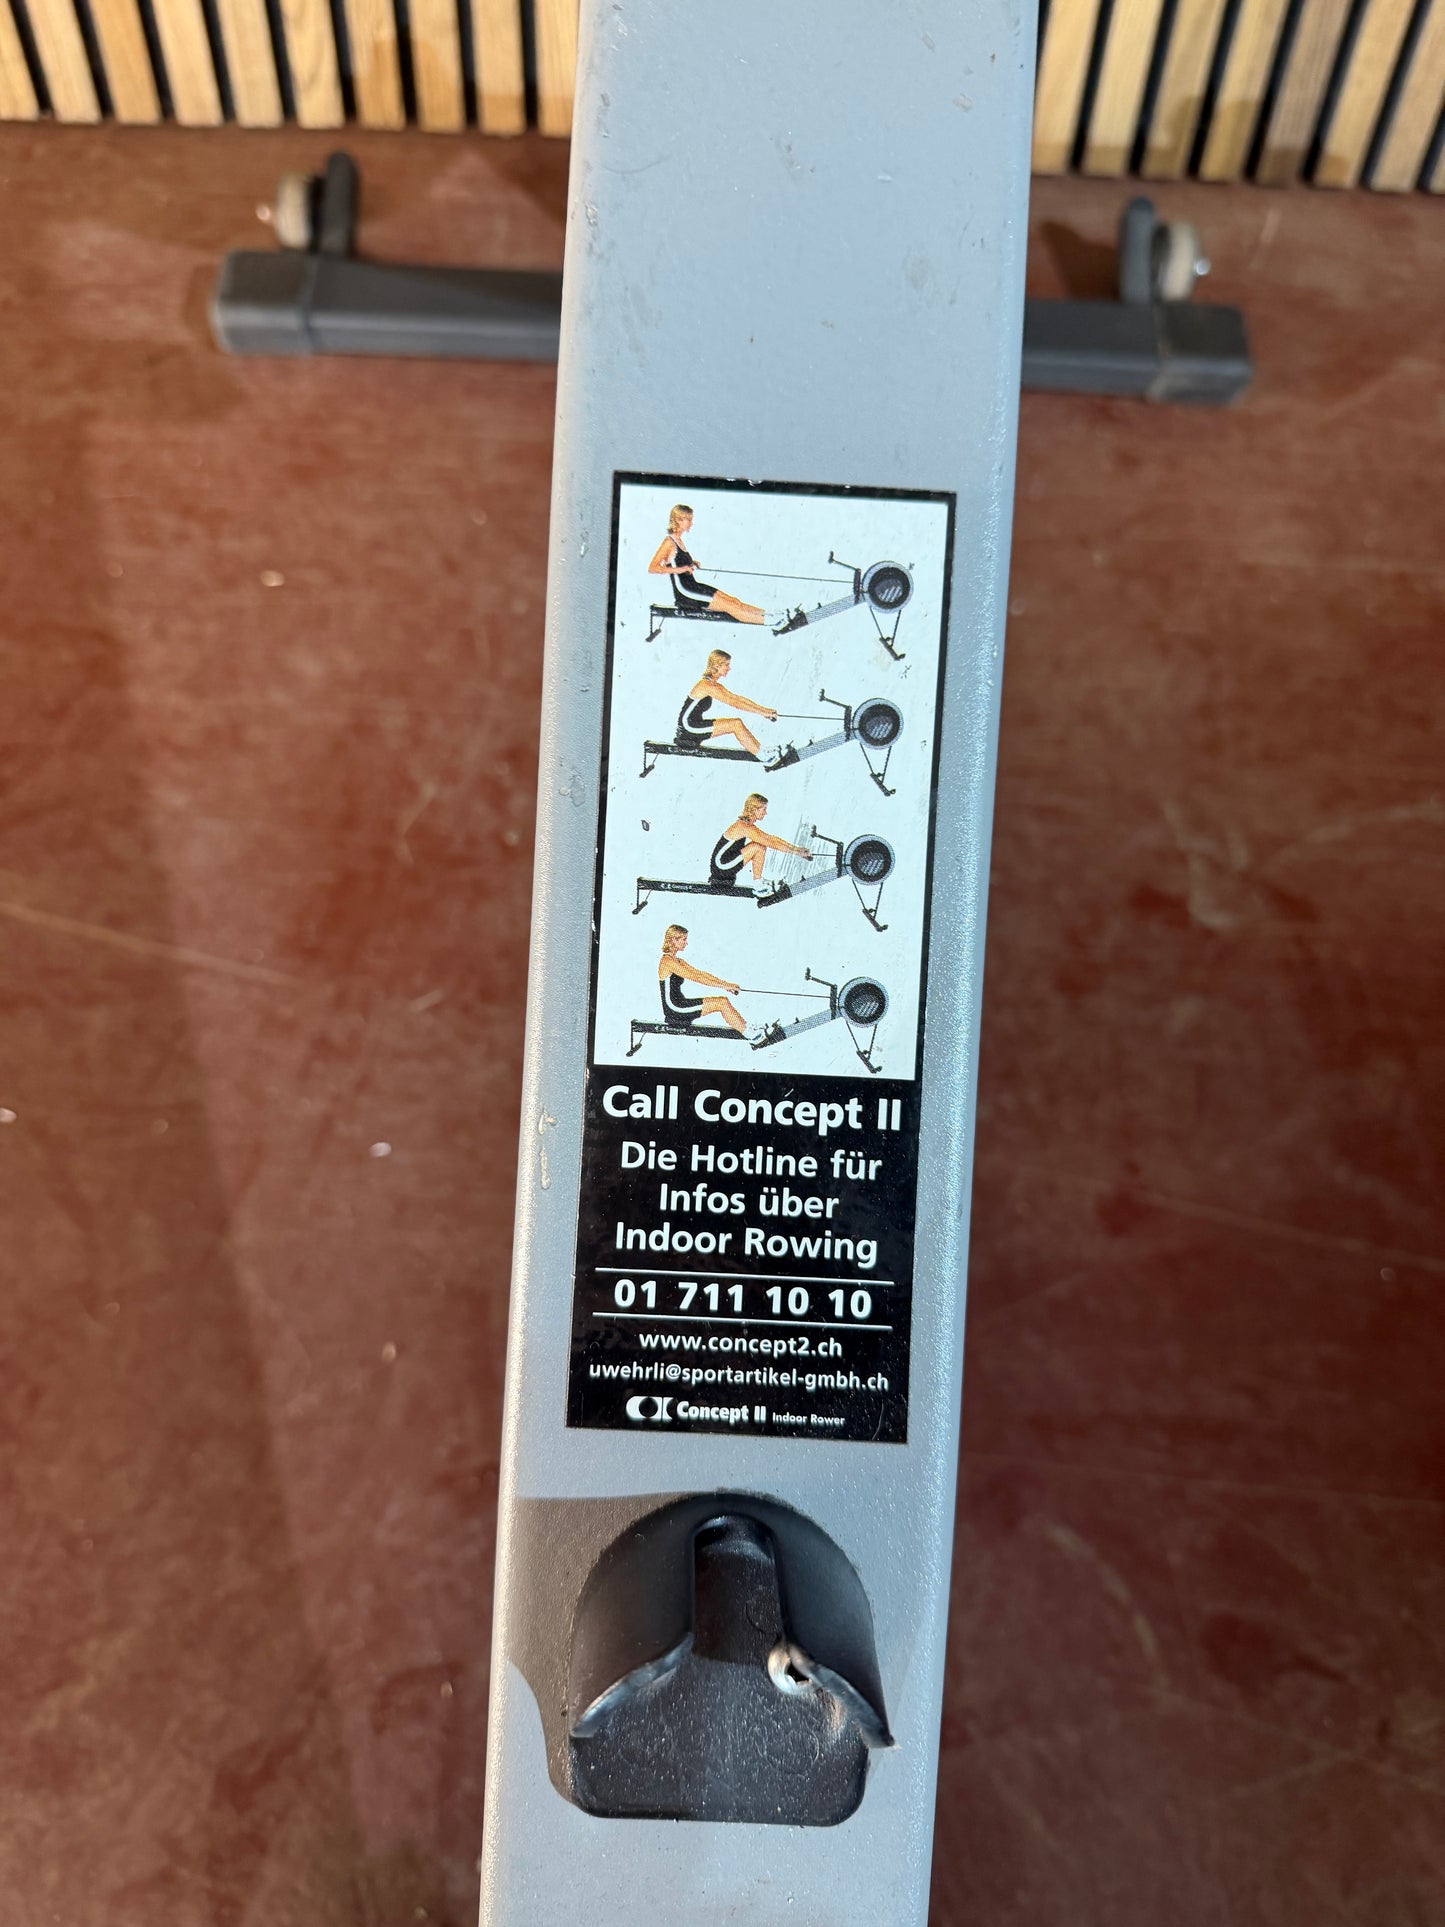 Call Concept II
Die Hotline für
Infos über
Indoor Rowing
01 711 10 10
www.concept2.ch
uwehrli@sportartikel-gmbh.ch
Concept II Indoor Rower